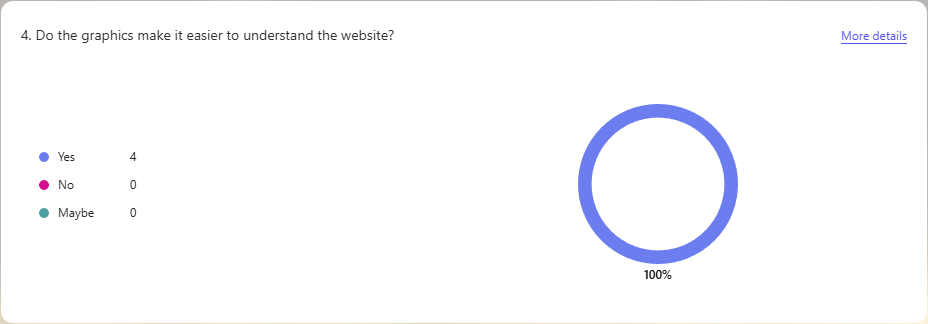 4. Do the graphics make it easier to understand the website?
More details
Yes 4
No 0
Maybe 0
100%